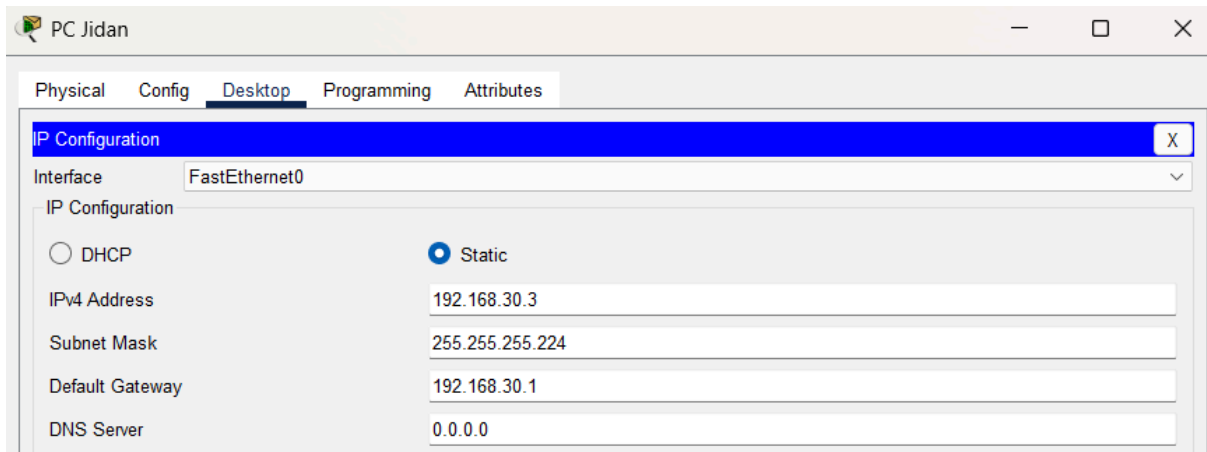 PC Jidan
Physical Config Desktop Programming Attributes
IP Configuration X
Interface FastEthernet0
IP Configuration
DHCP Static
IPv4 Address 192.168.30.3
Subnet Mask 255.255.255.224
Default Gateway 192.168.30.1
DNS Server 0.0.0.0